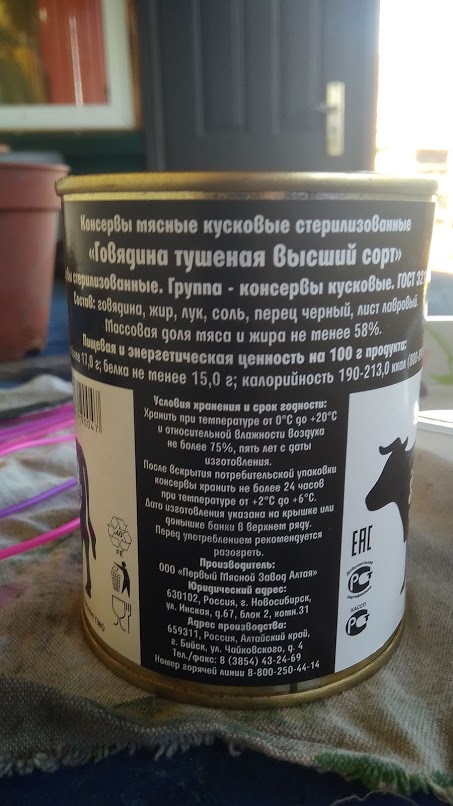 Консервы мясные кусковые стерилизованные
«Говядина тушеная высший сорт»
стерилизованные. Группа - консервы кусковые. ГОСТ
Состав: говядина, жир, лук, соль, перец черный, лист лавровый.
Массовая доля мяса и жира не менее 58%.
Пищевая и энергетическая ценность на 100 г продукта:
17,0 г; белка не менее 15,0 г; калорийность 190-213,0 ккал
Условия хранения и срок годности:
Хранить при температуре от 0°С до +20°С
и относительной влажности воздуха
не более 75%, пять лет с даты
изготовления.
После вскрытия потребительской упаковки
консервы хранить не более 24 часов
при температуре от +2°С до +6°С.
Дата изготовления указана на крышке или
донышке банки в верхнем ряду.
Перед употреблением рекомендуется
разогреть.
Производитель:
ООО «Первый Мясной Завод Алтая»
Юридический адрес:
630102, Россия, г. Новосибирск,
ул. Инская, д.67, блок 2, комн.31
Адрес производства:
659311, Россия, Алтайский край,
г. Бийск, ул. Чайковского, д. 4
Тел./факс: 8 (3854) 43-24-69
Номер горячей линии 8-800-250-44-14
40
FE
ЕАС
ХАССП